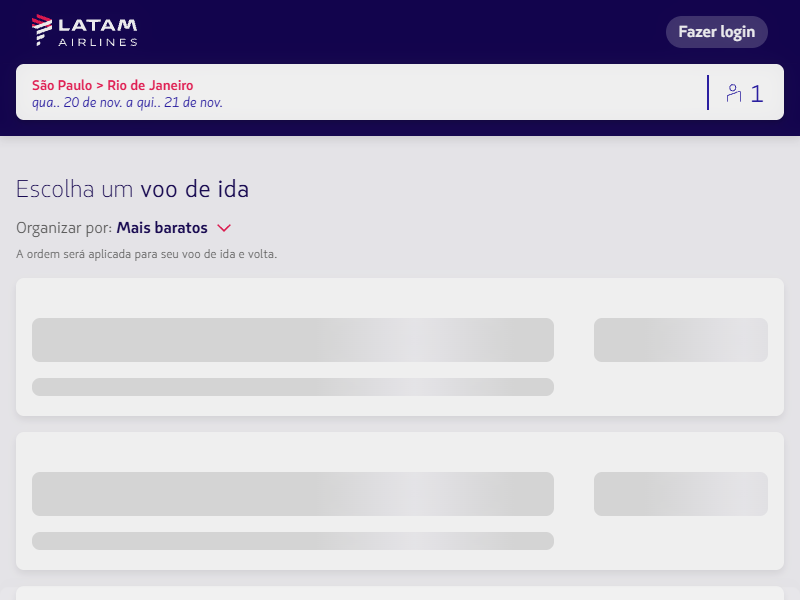 LATAM
AIRLINES
Fazer login
São Paulo > Rio de Janeiro
qua.. 20 de nov. a qui.. 21 de nov.
1
Escolha um voo de ida
Organizar por: Mais baratos
A ordem será aplicada para seu voo de ida e volta.